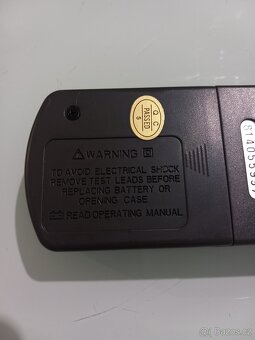 Q C
PASSED
5
WARNING
TO AVOID ELECTRICAL SHOCK
REMOVE TEST LEADS BEFORE
REPLACING BATTERY OR
OPENING CASE
READ OPERATING MANUAL
Bazos.cz